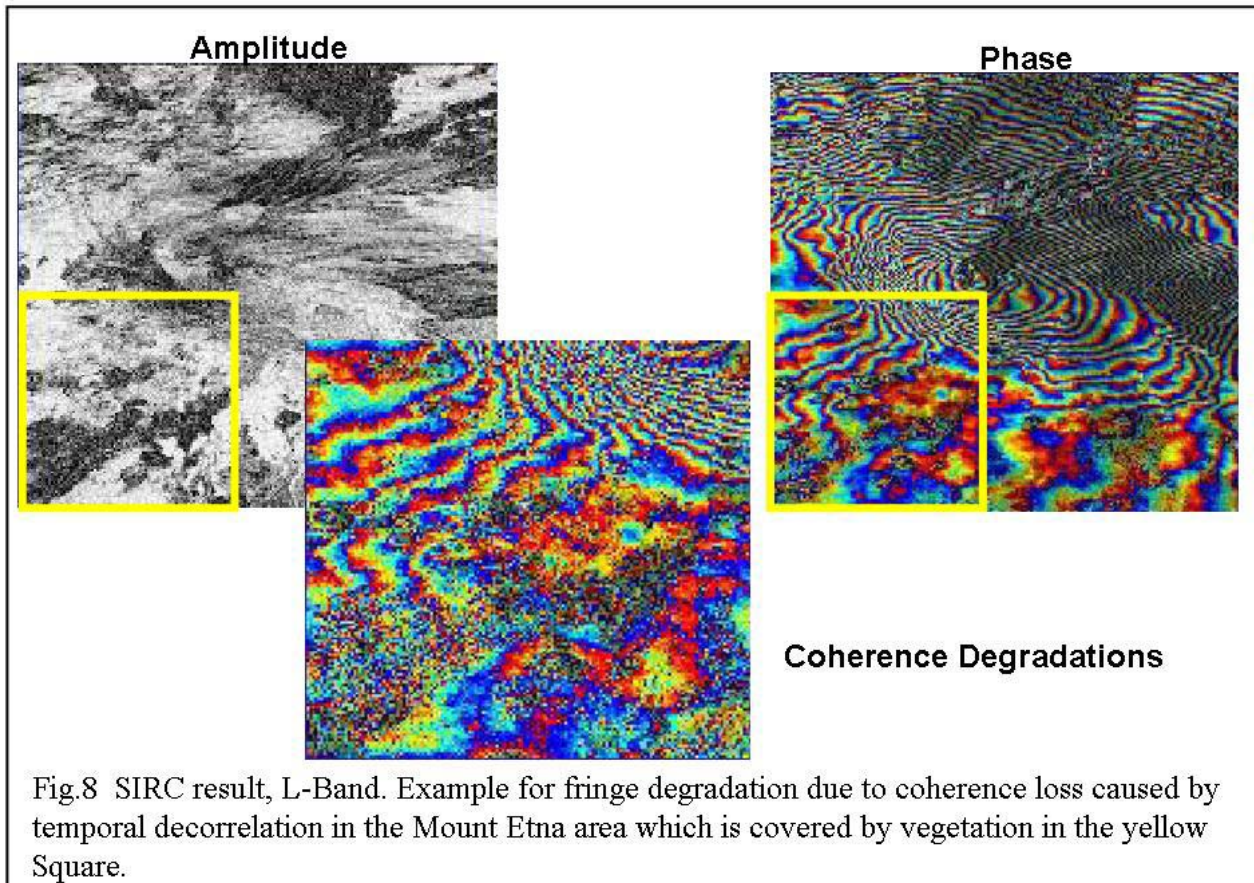 Amplitude
Phase
Coherence Degradations
Fig.8 SIRC result, L-Band. Example for fringe degradation due to coherence loss caused by
temporal decorrelation in the Mount Etna area which is covered by vegetation in the yellow
Square.